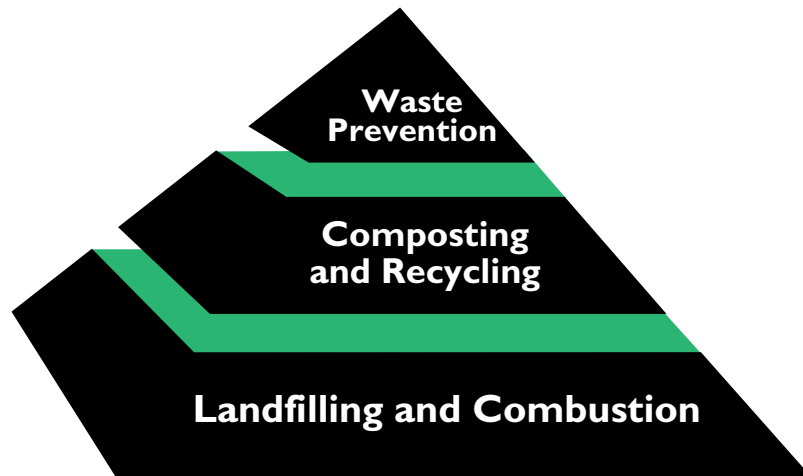 Waste
Prevention
Composting
and Recycling
Landfilling and Combustion